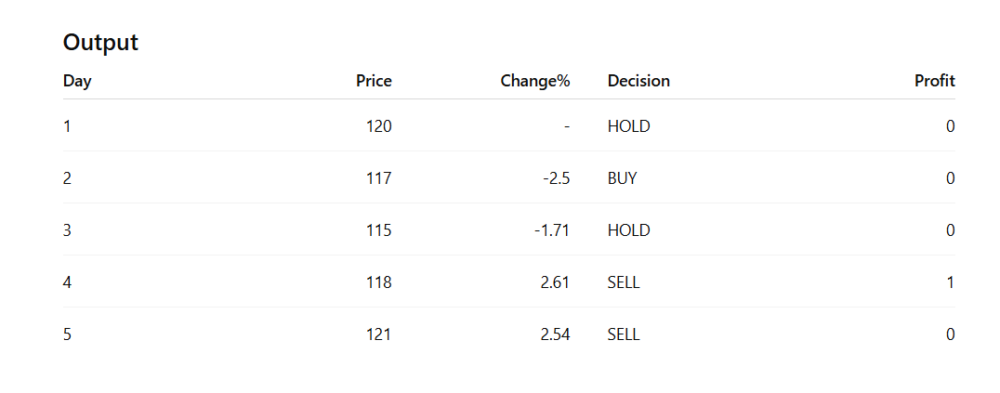 Output
Day Price Change% Decision Profit
1 120 - HOLD 0
2 117 -2.5 BUY 0
3 115 -1.71 HOLD 0
4 118 2.61 SELL 1
5 121 2.54 SELL 0